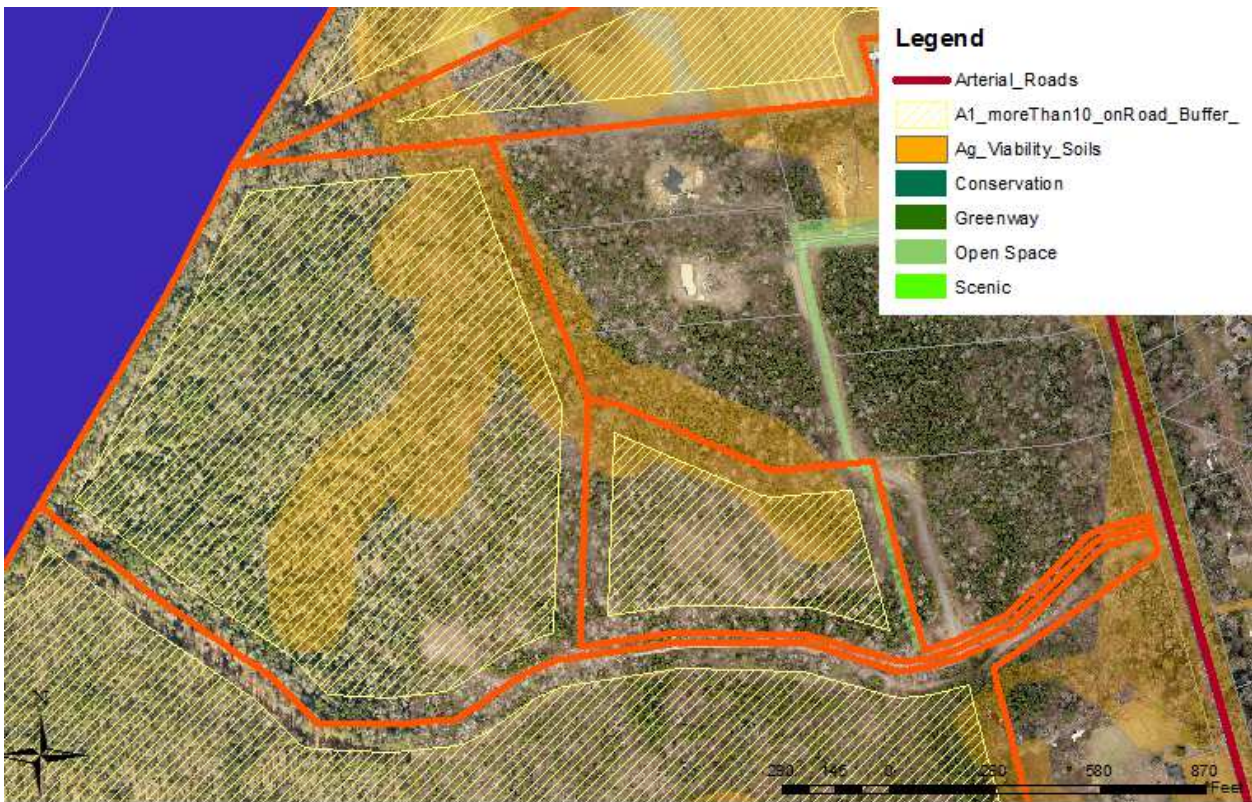 Legend
Arterial_Roads
A1_moreThan10_onRoad_Buffer_
Ag_Viability_Soils
Conservation
Greenway
Open Space
Scenic
290 145 0 290 580 870
Feet